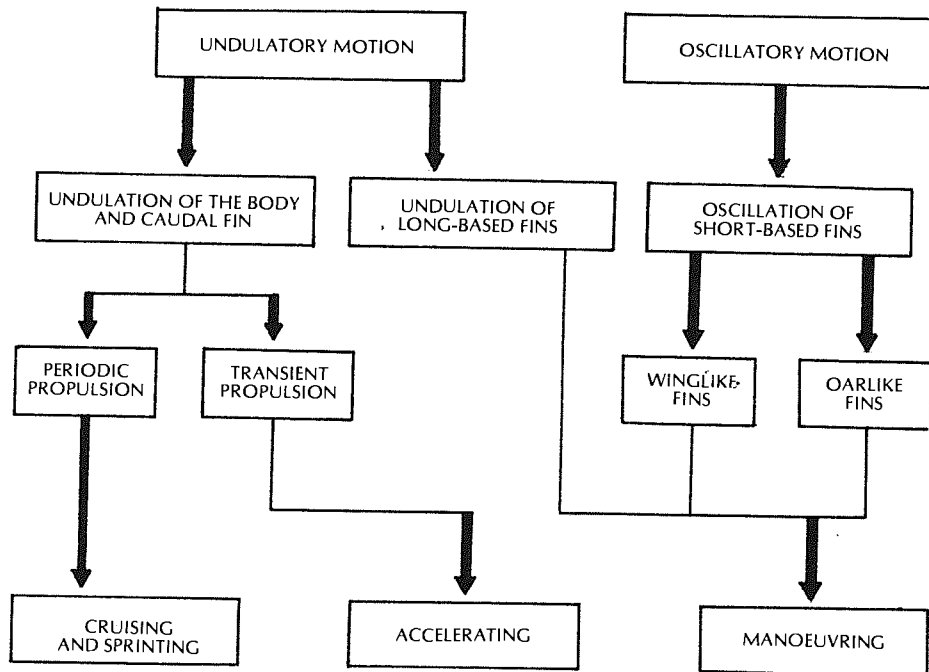 UNDULATORY MOTION
OSCILLATORY MOTION
UNDULATION OF THE BODY
AND CAUDAL FIN
UNDULATION OF
LONG-BASED FINS
OSCILLATION OF
SHORT-BASED FINS
PERIODIC
PROPULSION
TRANSIENT
PROPULSION
WINGLIKE
FINS
OARLIKE
FINS
CRUISING
AND SPRINTING
ACCELERATING
MANOEUVRING